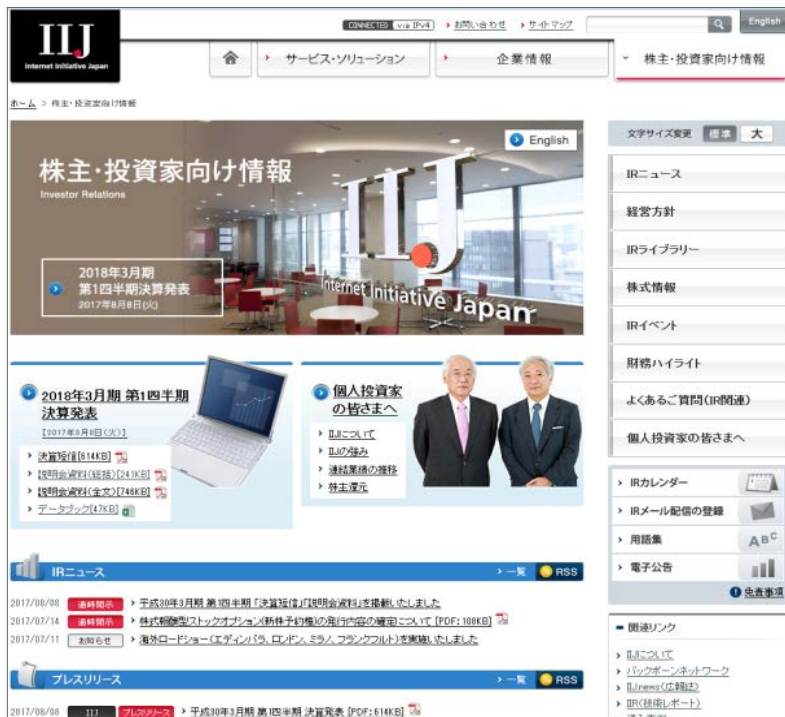 IIJ
Internet Initiative Japan
CONNECTED via IPv4
お問い合わせ
サイトマップ
English
サービス・ソリューション
企業情報
株主・投資家向け情報
ホーム > 株主・投資家向け情報
株主・投資家向け情報
Investor Relations
English
2018年3月期
第1四半期決算発表
2017年8月8日(火)
IIJ
Internet Initiative Japan
2018年3月期 第1四半期
決算発表
[2017年8月8日(火)]
決算短信[614KB]
説明会資料(総括)[241KB]
説明会資料(全文)[746KB]
データブック[47KB]
個人投資家
の皆さまへ
IIJについて
IIJの強み
連結業績の推移
株主還元
IRニュース
一覧
RSS
2017/08/08 適時開示 平成30年3月期 第1四半期「決算短信」「説明会資料」を掲載いたしました
2017/07/14 適時開示 株式報酬型ストックオプション(新株予約権)の発行内容の確定について [PDF:108KB]
2017/07/11 お知らせ 海外ロードショー(エディンバラ、ロンドン、ミラノ、フランクフルト)を実施いたしました
プレスリリース
一覧
RSS
2017/08/08 IIJ プレスリリース 平成30年3月期 第1四半期 決算発表 [PDF:614KB]
文字サイズ変更 標準 大
IRニュース
経営方針
IRライブラリー
株式情報
IRイベント
財務ハイライト
よくあるご質問(IR関連)
個人投資家の皆さまへ
IRカレンダー
IRメール配信の登録
用語集
ABC
電子公告
免責事項
関連リンク
IIJについて
バックボーンネットワーク
IIJnews(広報誌)
IIR(技術レポート)